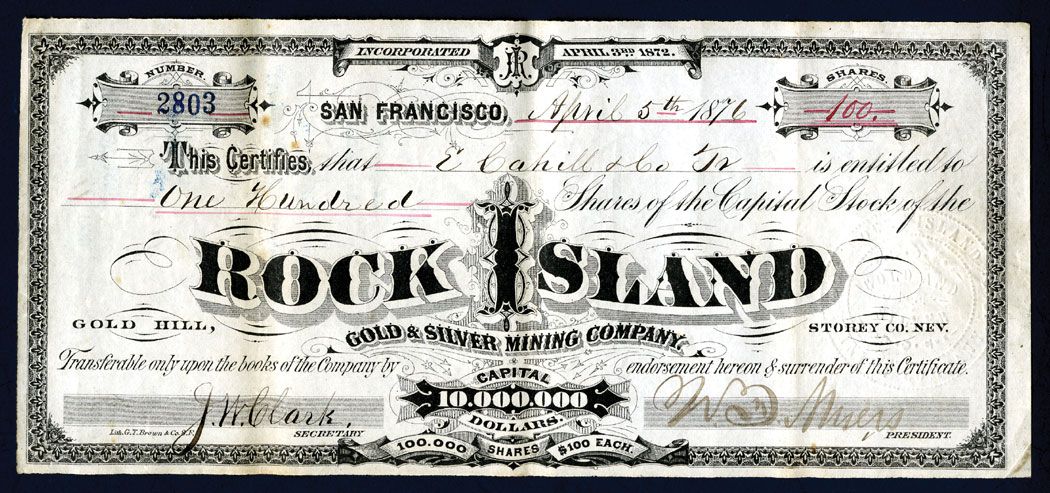 INCORPORATED APRIL 3RD 1872.
NUMBER SHARES.
2803 SAN FRANCISCO, April 5th 1876 100.
This Certifies, that E Cahill & Co Tr is entitled to
One Hundred Shares of the Capital Stock of the
ROCK ISLAND
GOLD HILL, GOLD & SILVER MINING COMPANY. STOREY CO. NEV.
Transferable only upon the books of the Company by endorsement hereon & surrender of this Certificate.
CAPITAL
10.000.000
DOLLARS.
J. W. Clark W. Myers
Lith. G.T. Brown & Co. S.F. SECRETARY PRESIDENT.
100.000 SHARES $100 EACH.